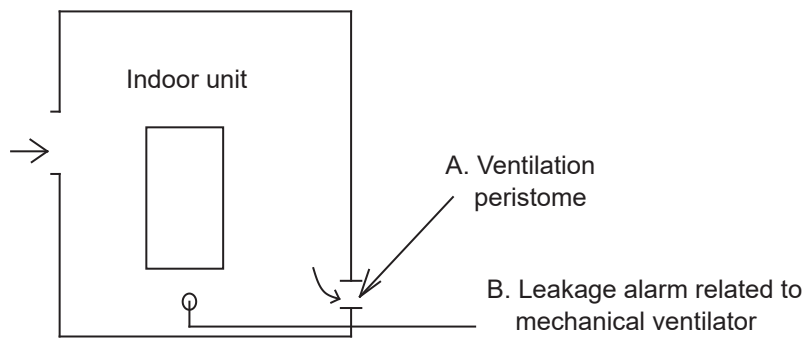 Indoor unit
A. Ventilation
peristome
B. Leakage alarm related to
mechanical ventilator